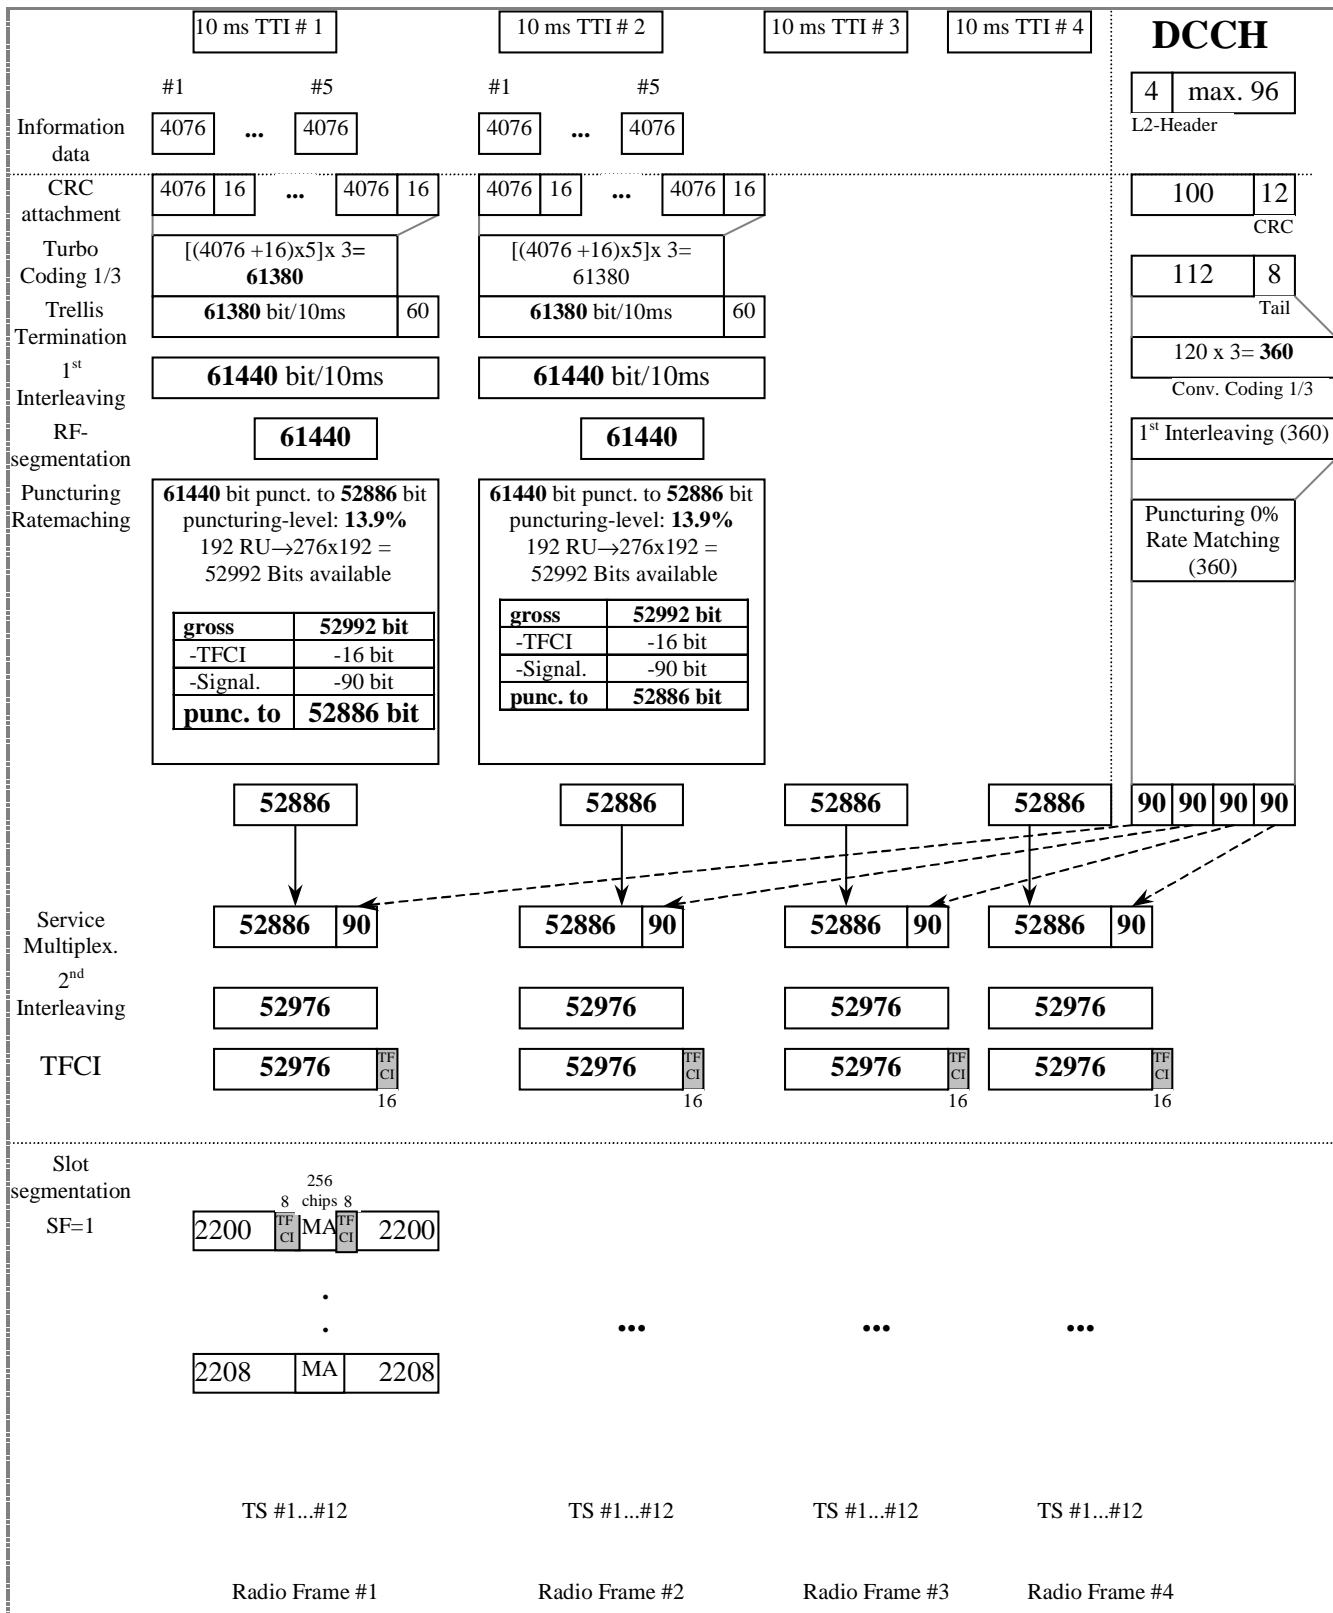 10 ms TTI # 1 10 ms TTI # 2 10 ms TTI # 3 10 ms TTI # 4 DCCH
#1 #5 #1 #5
4 max. 96
L2-Header
Information
data
4076 ... 4076 4076 ... 4076
CRC
attachment
4076 16 ... 4076 16 4076 16 ... 4076 16
100 12
CRC
Turbo
Coding 1/3
[(4076 +16)x5]x 3=
61380
[(4076 +16)x5]x 3=
61380
112 8
Tail
Trellis
Termination
61380 bit/10ms 60 61380 bit/10ms 60
120 x 3= 360
Conv. Coding 1/3
1st
Interleaving
61440 bit/10ms 61440 bit/10ms
RF-
segmentation
61440 61440
1st Interleaving (360)
Puncturing
Ratemaching
61440 bit punct. to 52886 bit
puncturing-level: 13.9%
192 RU→276x192 =
52992 Bits available
gross 52992 bit
-TFCI -16 bit
-Signal. -90 bit
punc. to 52886 bit
61440 bit punct. to 52886 bit
puncturing-level: 13.9%
192 RU→276x192 =
52992 Bits available
gross 52992 bit
-TFCI -16 bit
-Signal. -90 bit
punc. to 52886 bit
Puncturing 0%
Rate Matching
(360)
52886 52886 52886 52886 90 90 90 90
Service
Multiplex.
52886 90 52886 90 52886 90 52886 90
2nd
Interleaving
52976 52976 52976 52976
TFCI
52976 TF CI 52976 TF CI 52976 TF CI 52976 TF CI
16 16 16 16
Slot
segmentation
SF=1
256
8 chips 8
2200 TF CI MA TF CI 2200
.
. ... ... ...
2208 MA 2208
TS #1...#12 TS #1...#12 TS #1...#12 TS #1...#12
Radio Frame #1 Radio Frame #2 Radio Frame #3 Radio Frame #4